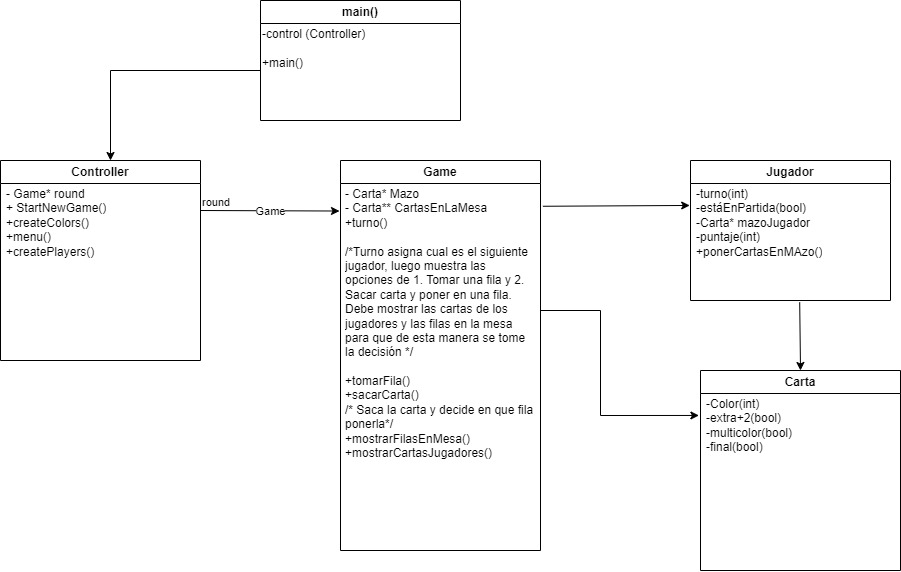 main()
-control (Controller)
+main()
Controller
- Game* round
+ StartNewGame()
+createColors()
+menu()
+createPlayers()
round
Game
Game
- Carta* Mazo
- Carta** CartasEnLaMesa
+turno()
/*Turno asigna cual es el siguiente
jugador, luego muestra las
opciones de 1. Tomar una fila y 2.
Sacar carta y poner en una fila.
Debe mostrar las cartas de los
jugadores y las filas en la mesa
para que de esta manera se tome
la decisión */
+tomarFila()
+sacarCarta()
/* Saca la carta y decide en que fila
ponerla*/
+mostrarFilasEnMesa()
+mostrarCartasJugadores()
Jugador
-turno(int)
-estáEnPartida(bool)
-Carta* mazoJugador
-puntaje(int)
+ponerCartasEnMAzo()
Carta
-Color(int)
-extra+2(bool)
-multicolor(bool)
-final(bool)